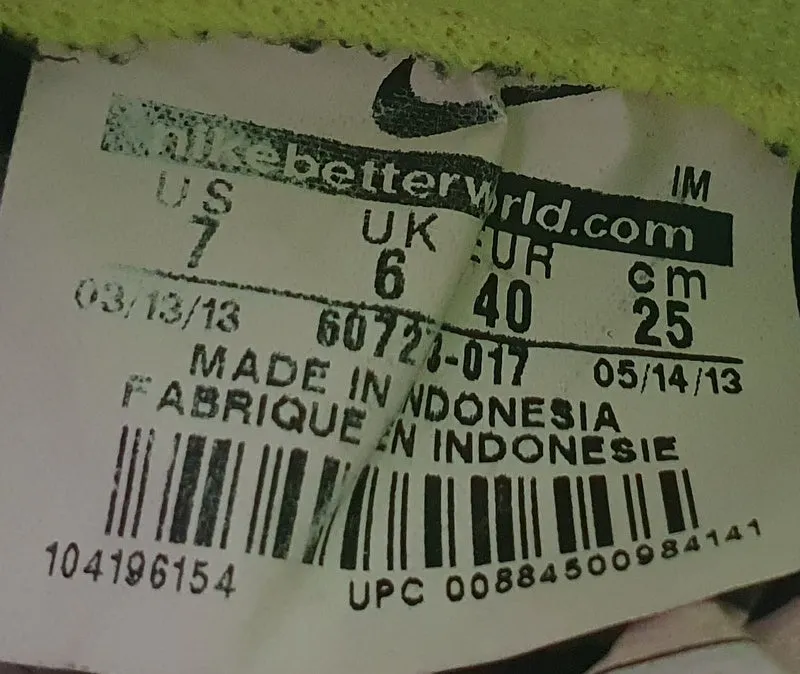 nikebetterworld.com
IM
US UK EUR cm
7 6 40 25
03/13/13 05/14/13
MADE IN INDONESIA
FABRIQUE EN INDONESIE
104196154 UPC 00884500984141